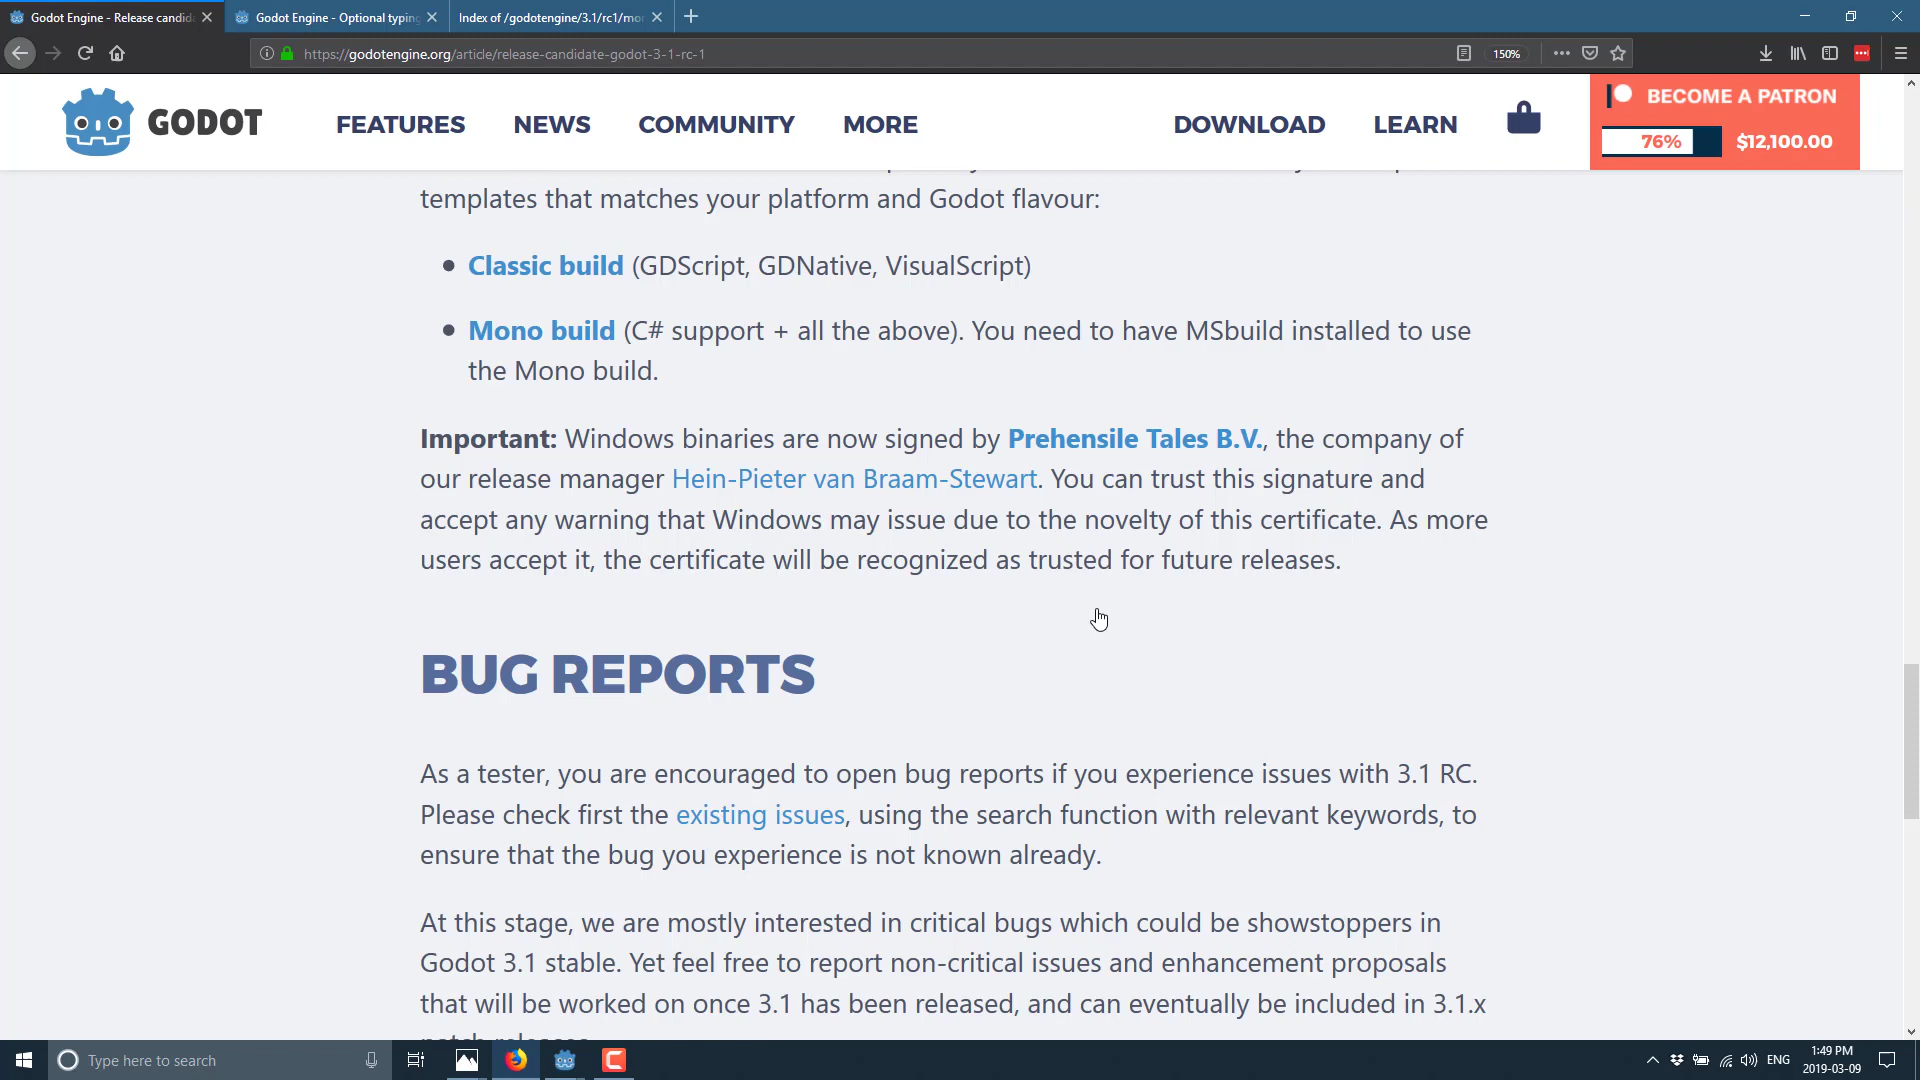 Godot Engine - Release candid
Godot Engine - Optional typing
Index of /godotengine/3.1/rc1/mo
https://godotengine.org/article/release-candidate-godot-3-1-rc-1
150%
GODOT
FEATURES
NEWS
COMMUNITY
MORE
DOWNLOAD
LEARN
BECOME A PATRON
76%
$12,100.00
templates that matches your platform and Godot flavour:
• Classic build (GDScript, GDNative, VisualScript)
• Mono build (C# support + all the above). You need to have MSbuild installed to use
the Mono build.
Important: Windows binaries are now signed by Prehensile Tales B.V., the company of
our release manager Hein-Pieter van Braam-Stewart. You can trust this signature and
accept any warning that Windows may issue due to the novelty of this certificate. As more
users accept it, the certificate will be recognized as trusted for future releases.
BUG REPORTS
As a tester, you are encouraged to open bug reports if you experience issues with 3.1 RC.
Please check first the existing issues, using the search function with relevant keywords, to
ensure that the bug you experience is not known already.
At this stage, we are mostly interested in critical bugs which could be showstoppers in
Godot 3.1 stable. Yet feel free to report non-critical issues and enhancement proposals
that will be worked on once 3.1 has been released, and can eventually be included in 3.1.x
Type here to search
ENG
1:49 PM
2019-03-09